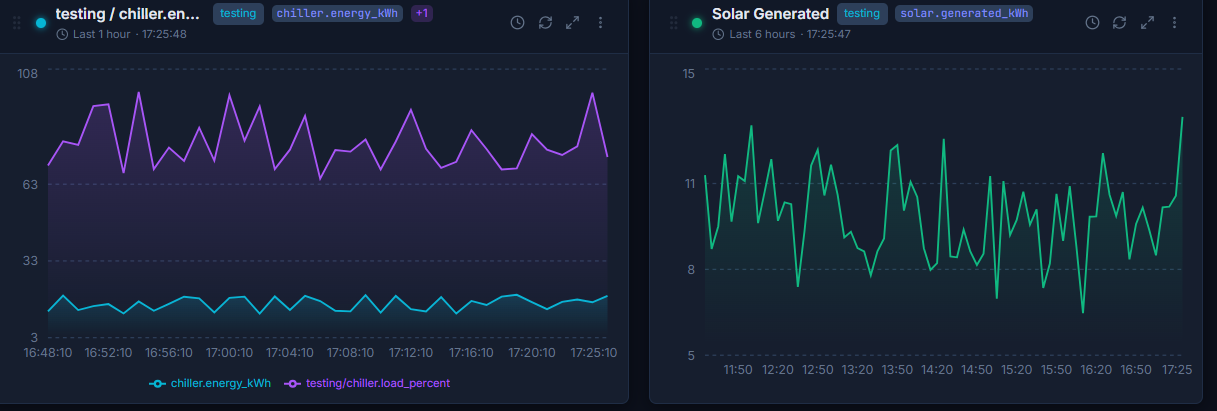 testing / chiller.en... testing chiller.energy_kWh +1
Last 1 hour · 17:25:48
108
63
33
3
16:48:10 16:52:10 16:56:10 17:00:10 17:04:10 17:08:10 17:12:10 17:16:10 17:20:10 17:25:10
chiller.energy_kWh testing/chiller.load_percent
Solar Generated testing solar.generated_kWh
Last 6 hours · 17:25:47
15
11
8
5
11:50 12:20 12:50 13:20 13:50 14:20 14:50 15:20 15:50 16:20 16:50 17:25